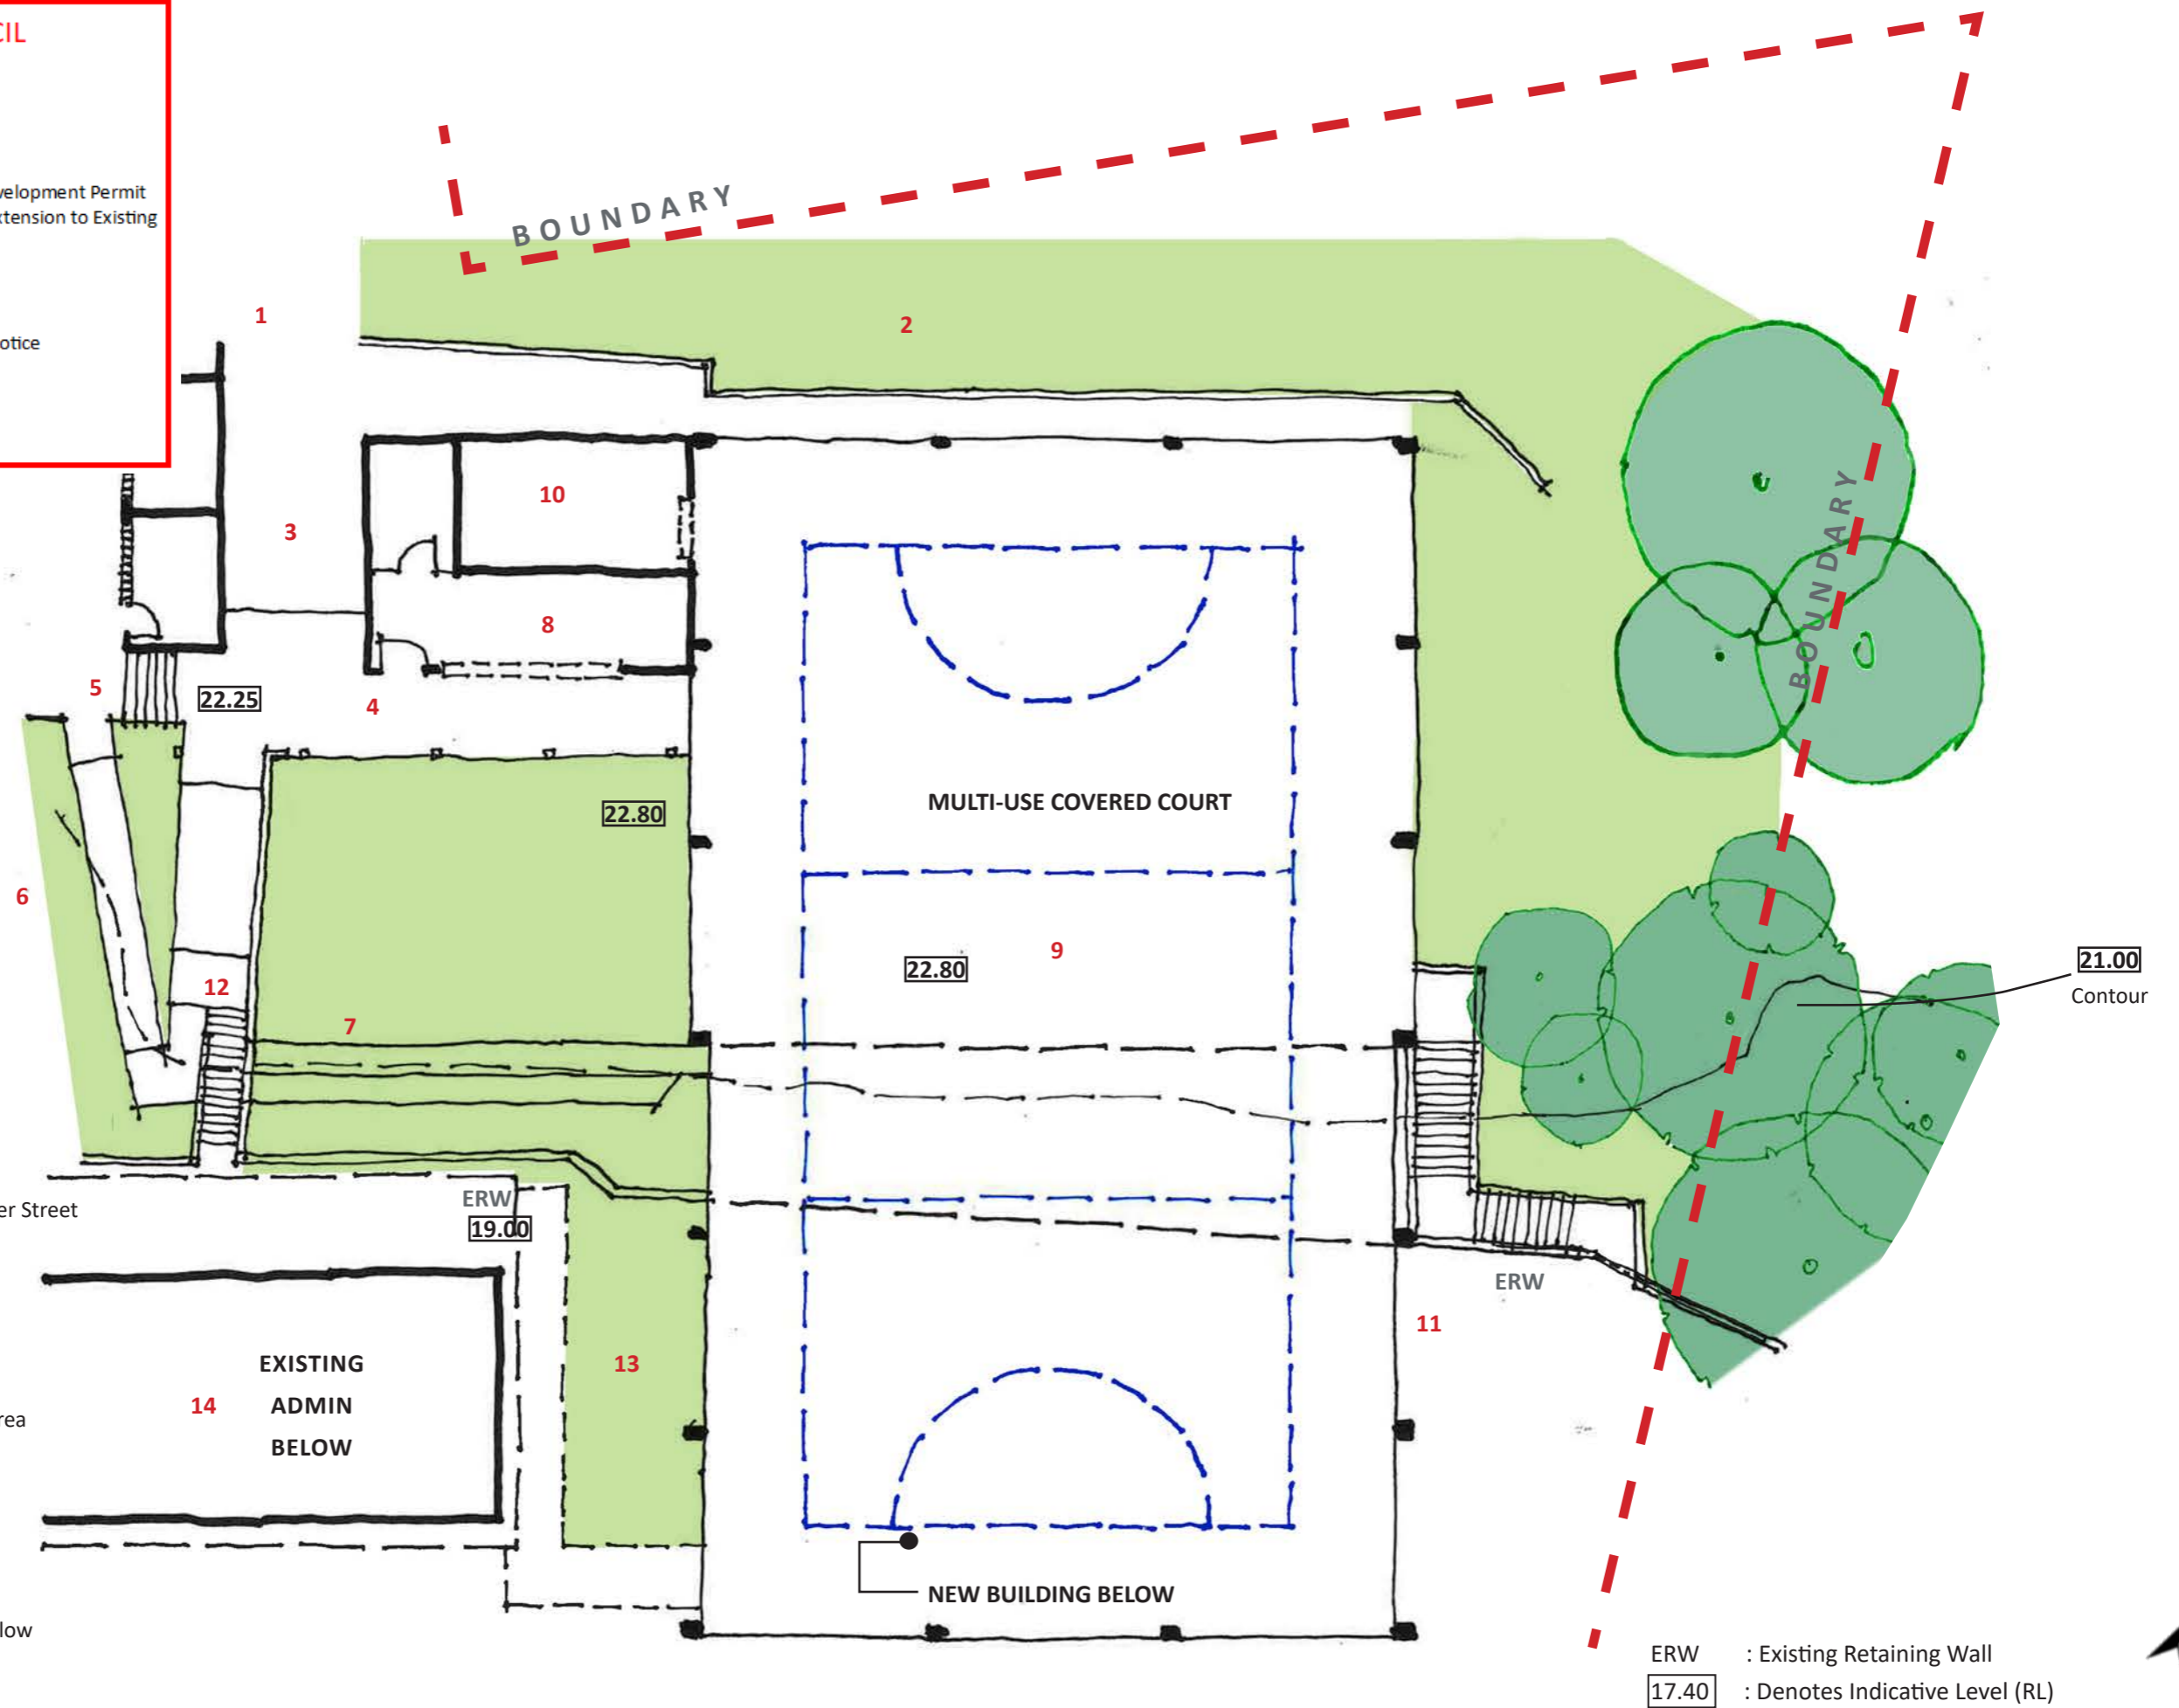 CIL
velopment Permit
xtension to Existing
otice
BOUNDARY
1
2
3
10
8
5
22.25
4
BOUNDARY
22.80
MULTI-USE COVERED COURT
6
9
22.80
12
7
21.00
Contour
er Street
ERW
19.00
ERW
11
EXISTING
ADMIN
BELOW
14
13
rea
NEW BUILDING BELOW
low
ERW : Existing Retaining Wall
17.40 : Denotes Indicative Level (RL)